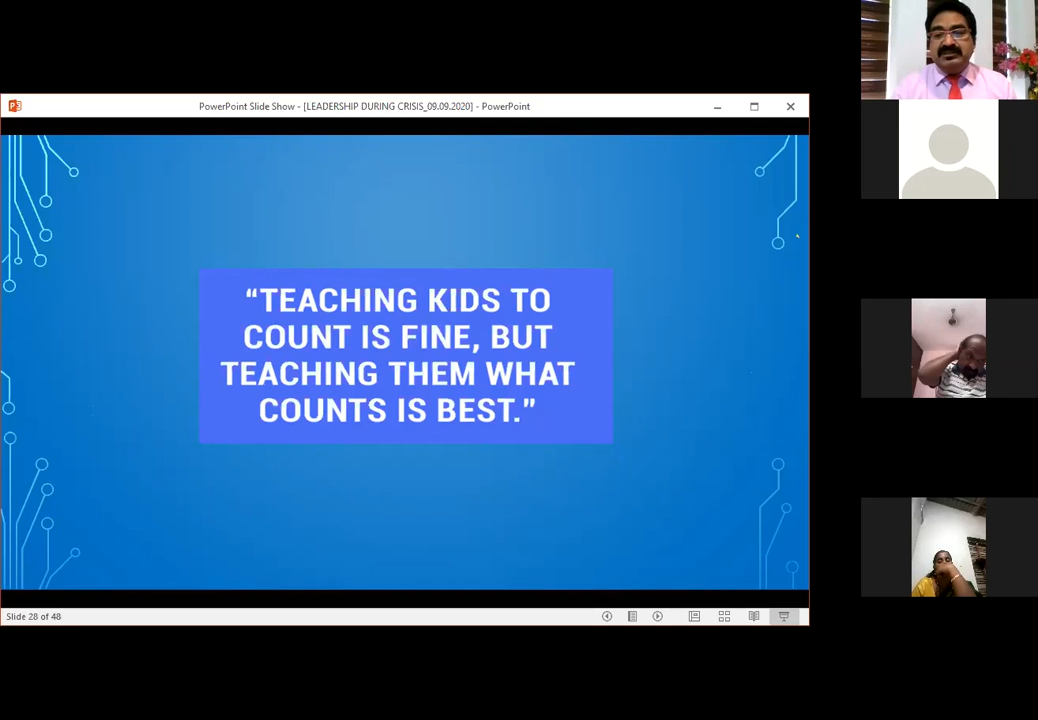 PowerPoint Slide Show - [LEADERSHIP DURING CRISIS_09.09.2020] - PowerPoint
“TEACHING KIDS TO
COUNT IS FINE, BUT
TEACHING THEM WHAT
COUNTS IS BEST.”
Slide 28 of 48